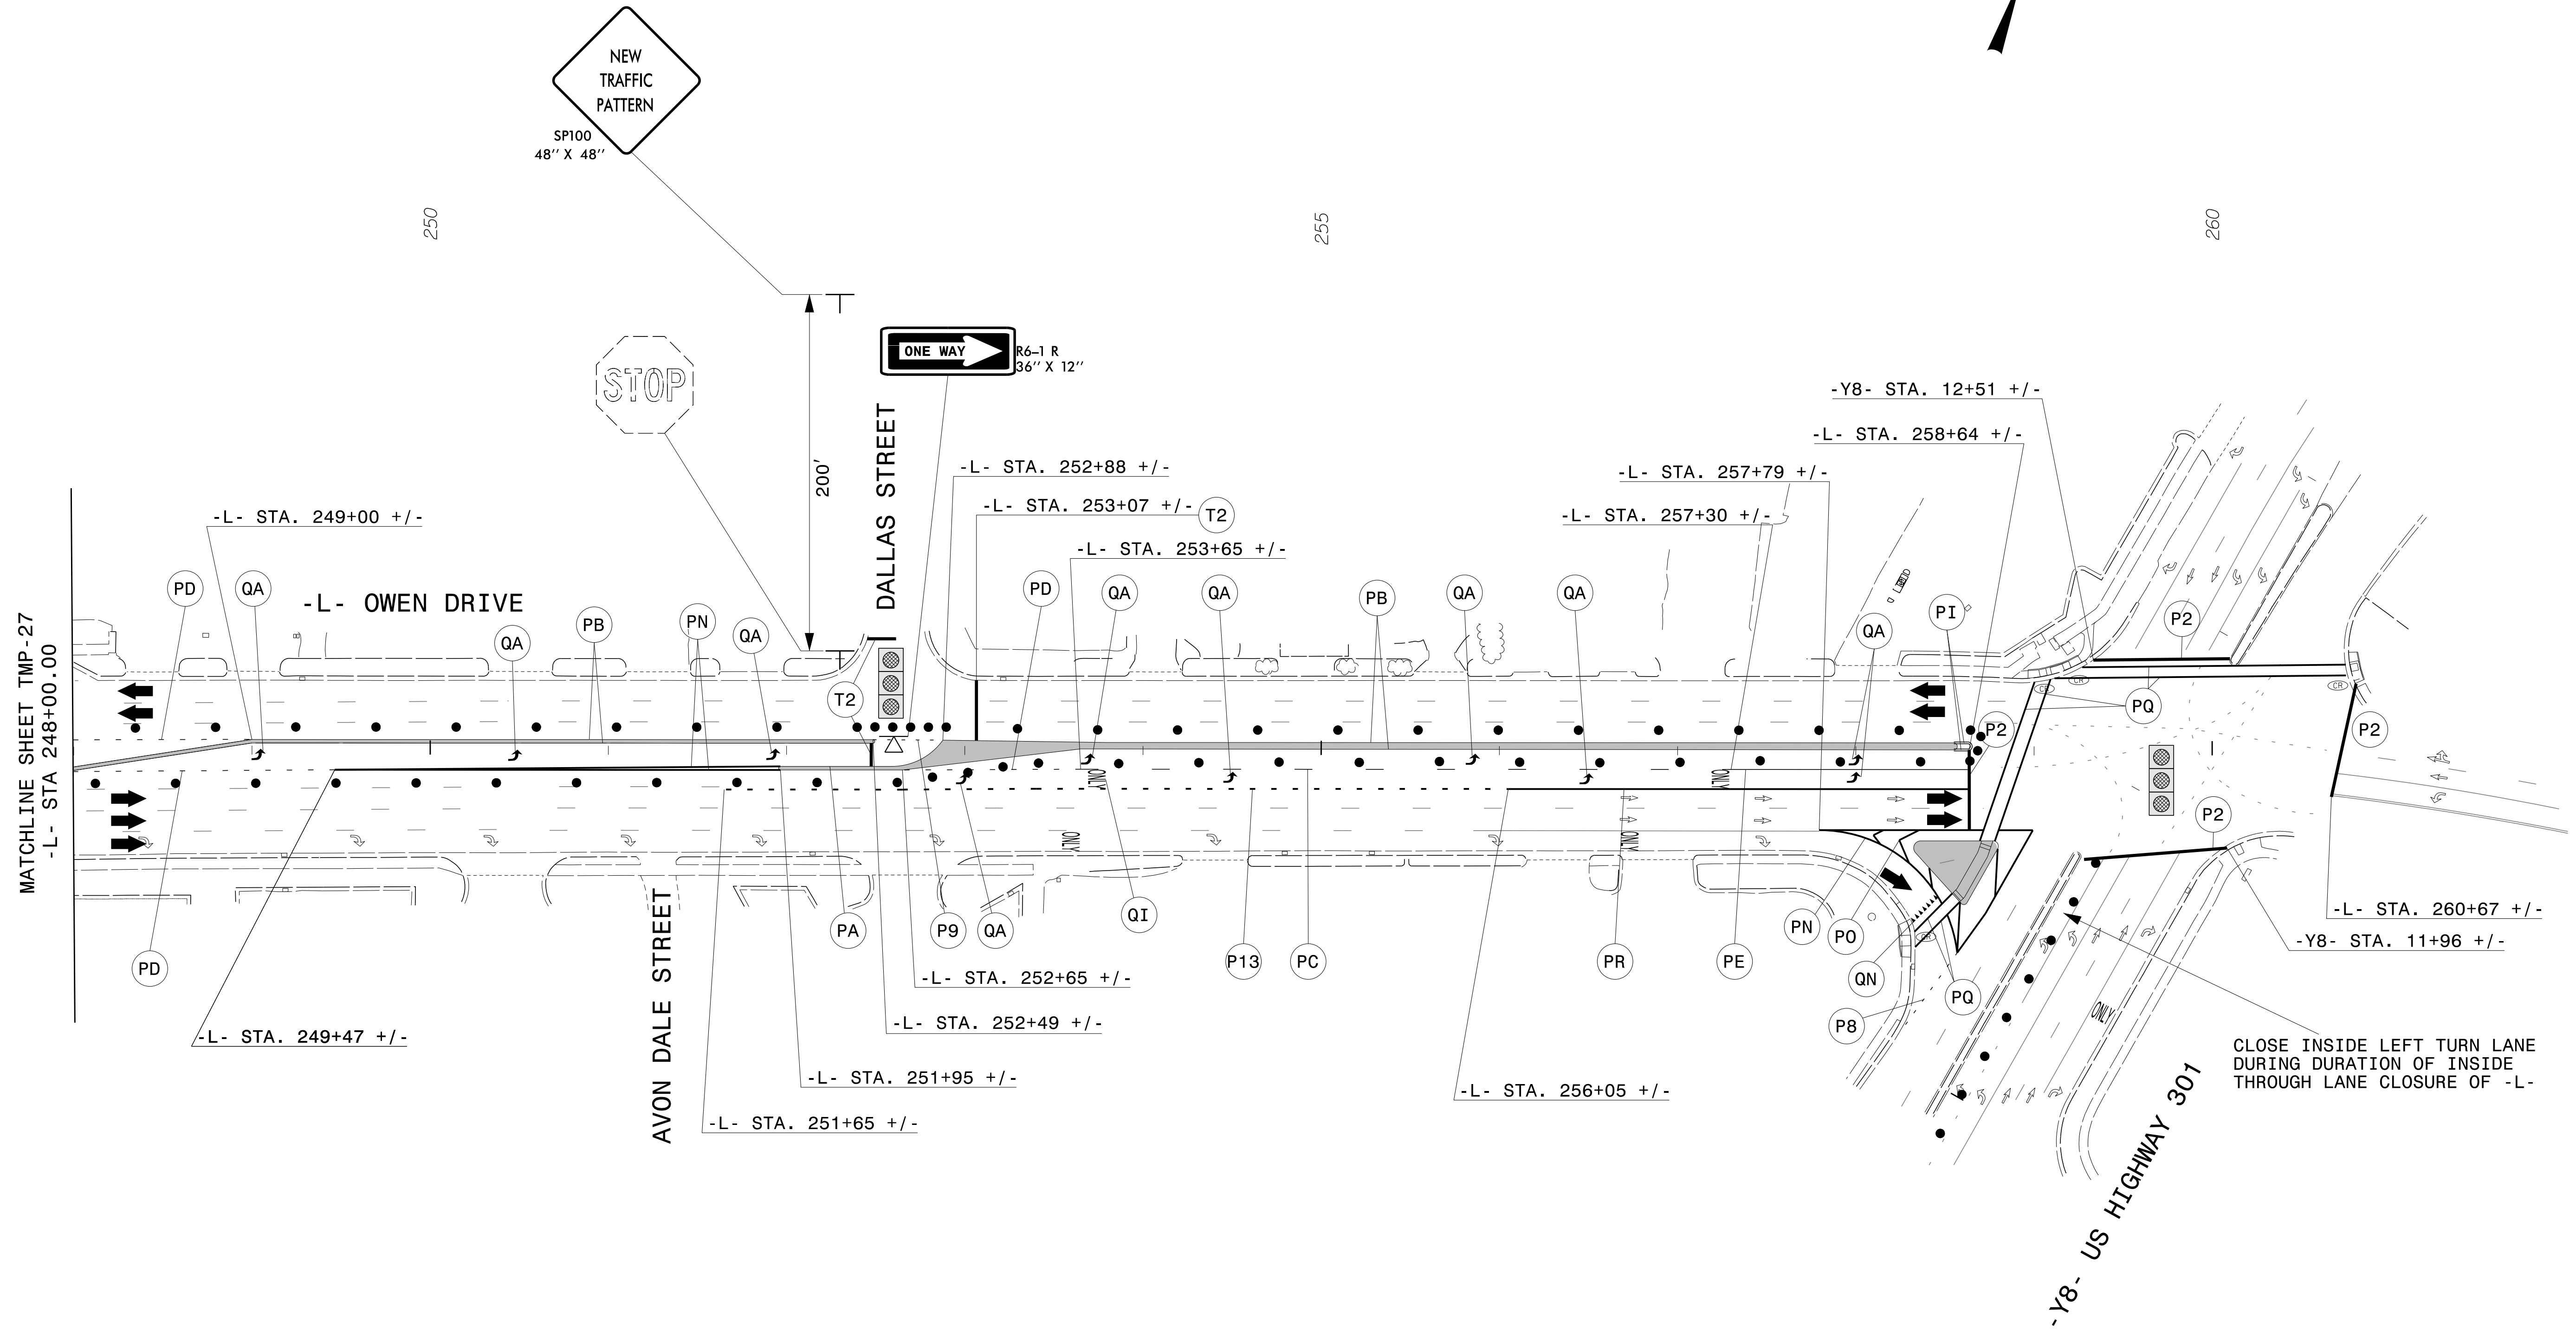 NEW
TRAFFIC
PATTERN
SP100
48'' X 48''
250
255
260
STOP
200'
ONE WAY
R6-1 R
36'' X 12''
DALLAS STREET
-Y8- STA. 12+51 +/-
-L- STA. 258+64 +/-
-L- STA. 252+88 +/-
-L- STA. 257+79 +/-
-L- STA. 253+07 +/-
T2
-L- STA. 257+30 +/-
-L- STA. 249+00 +/-
-L- STA. 253+65 +/-
PD
QA
-L- OWEN DRIVE
PB
PN
QA
QA
PD
QA
QA
PB
QA
QA
QA
PI
P2
MATCHLINE SHEET TMP-27
-L- STA 248+00.00
T2
CR
CR
CR
PQ
P2
P2
ONLY
ONLY
ONLY
ONLY
P2
PD
PA
P9
QA
QI
P13
PC
PR
PE
PN
PO
QN
CR
PQ
P8
-L- STA. 260+67 +/-
-Y8- STA. 11+96 +/-
-L- STA. 252+65 +/-
-L- STA. 252+49 +/-
-L- STA. 249+47 +/-
AVON DALE STREET
-L- STA. 251+95 +/-
-L- STA. 251+65 +/-
-L- STA. 256+05 +/-
ONLY
CLOSE INSIDE LEFT TURN LANE
DURING DURATION OF INSIDE
THROUGH LANE CLOSURE OF -L-
-Y8- US HIGHWAY 301